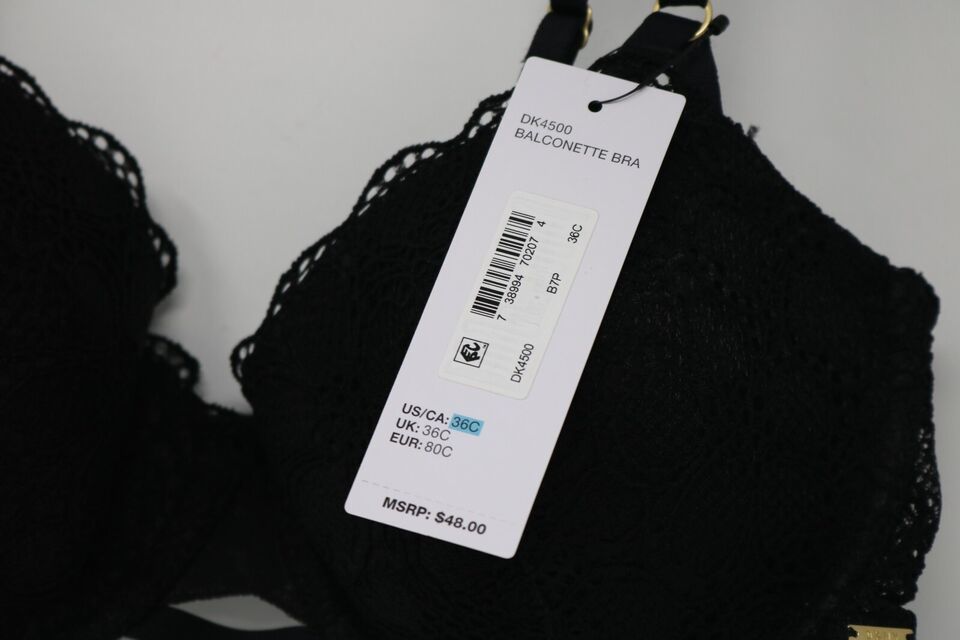 DK4500
BALCONETTE BRA
7 38994 70207 4
DK4500
B7P
36C
US/CA: 36C
UK: 36C
EUR: 80C
MSRP: $48.00